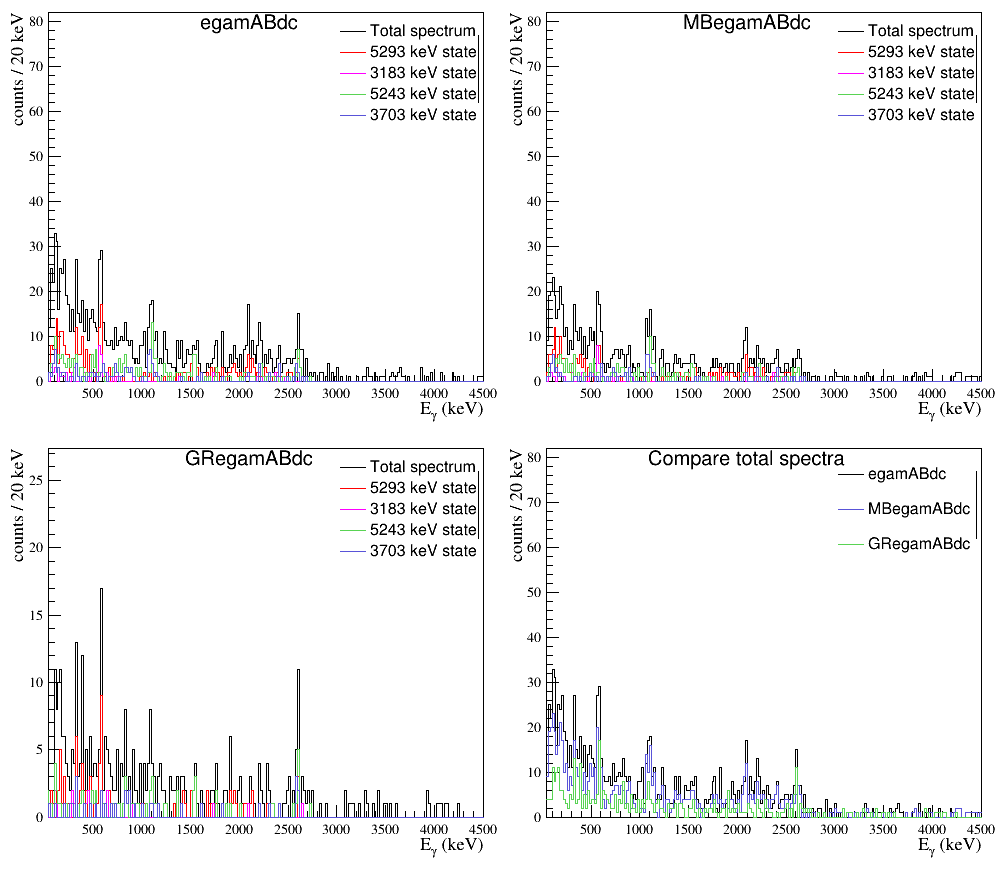 egamABdc
counts / 20 keV
80
70
60
50
40
30
20
10
0
500 1000 1500 2000 2500 3000 3500 4000 4500
Eγ (keV)
Total spectrum
5293 keV state
3183 keV state
5243 keV state
3703 keV state
MBegamABdc
counts / 20 keV
80
70
60
50
40
30
20
10
0
500 1000 1500 2000 2500 3000 3500 4000 4500
Eγ (keV)
Total spectrum
5293 keV state
3183 keV state
5243 keV state
3703 keV state
GRegamABdc
counts / 20 keV
25
20
15
10
5
0
500 1000 1500 2000 2500 3000 3500 4000 4500
Eγ (keV)
Total spectrum
5293 keV state
3183 keV state
5243 keV state
3703 keV state
Compare total spectra
counts / 20 keV
80
70
60
50
40
30
20
10
0
500 1000 1500 2000 2500 3000 3500 4000 4500
Eγ (keV)
egamABdc
MBegamABdc
GRegamABdc